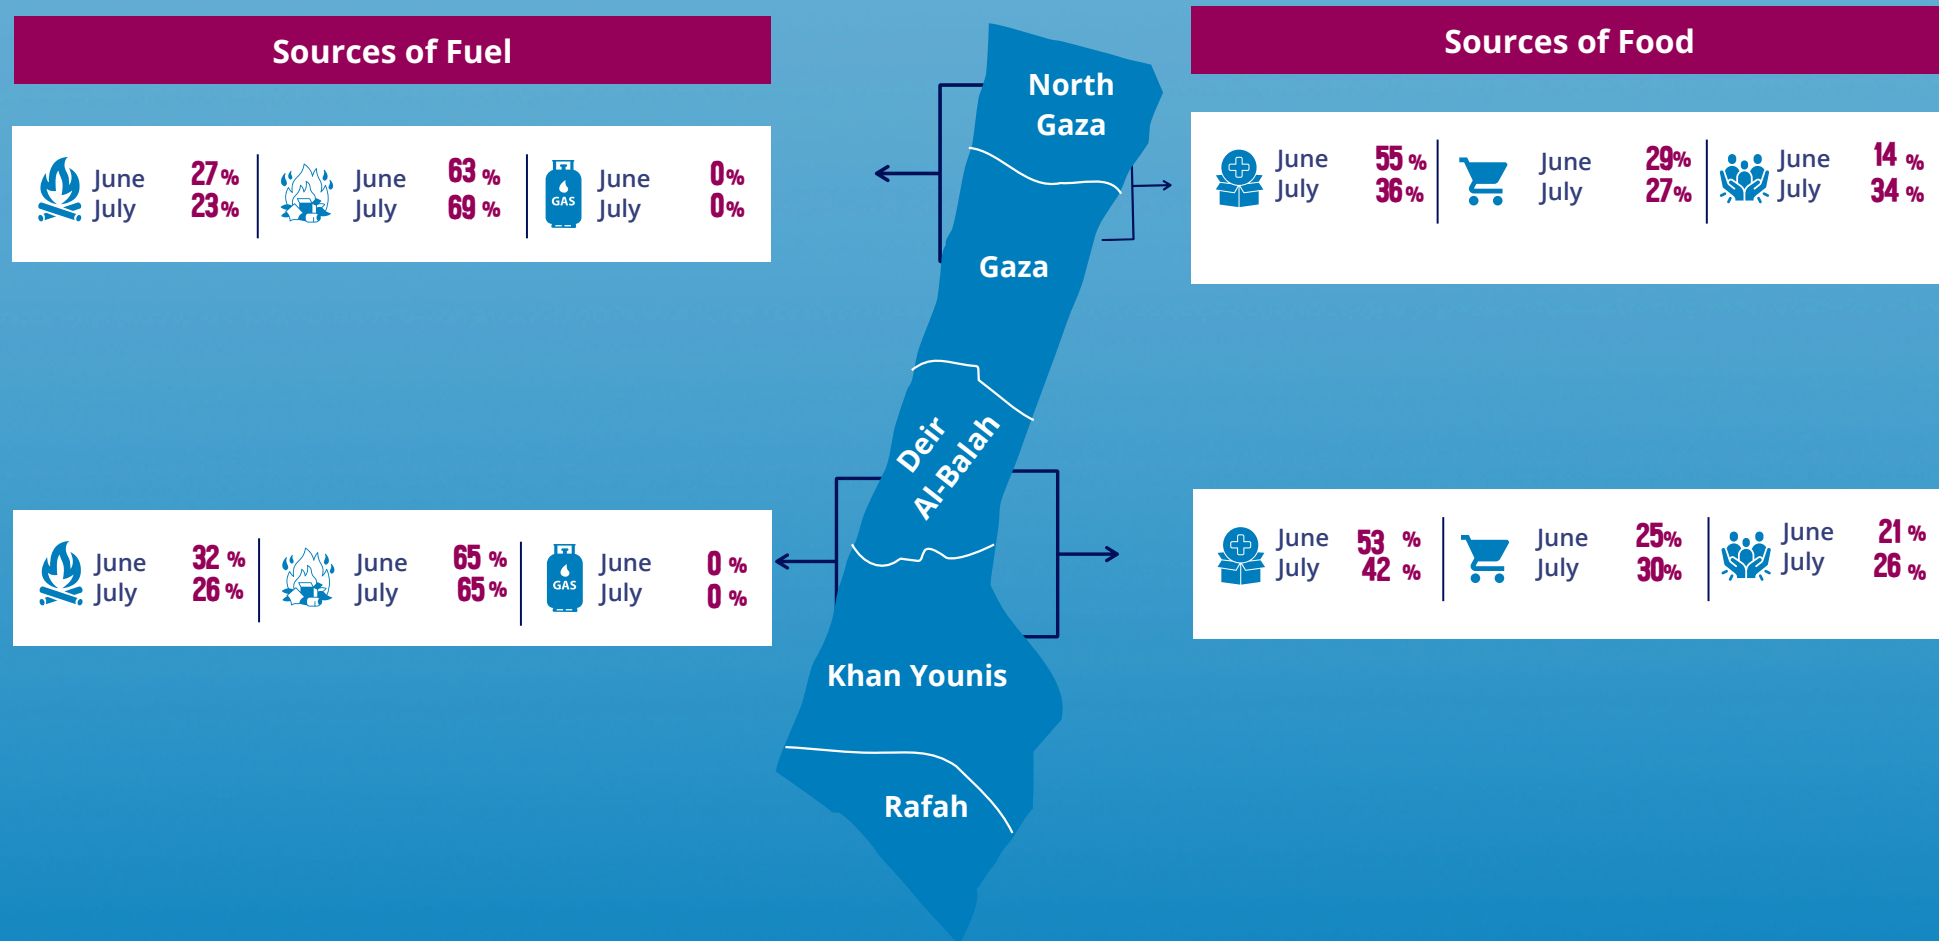 Sources of Fuel
June 27%
July 23%
June 63 %
July 69 %
GAS
June 0%
July 0%
June 32 %
July 26 %
June 65 %
July 65 %
GAS
June 0 %
July 0 %
North
Gaza
Gaza
Deir
Al-Balah
Khan Younis
Rafah
Sources of Food
June 55 %
July 36 %
June 29%
July 27%
June 14 %
July 34 %
June 53 %
July 42 %
June 25%
July 30%
June 21 %
July 26 %